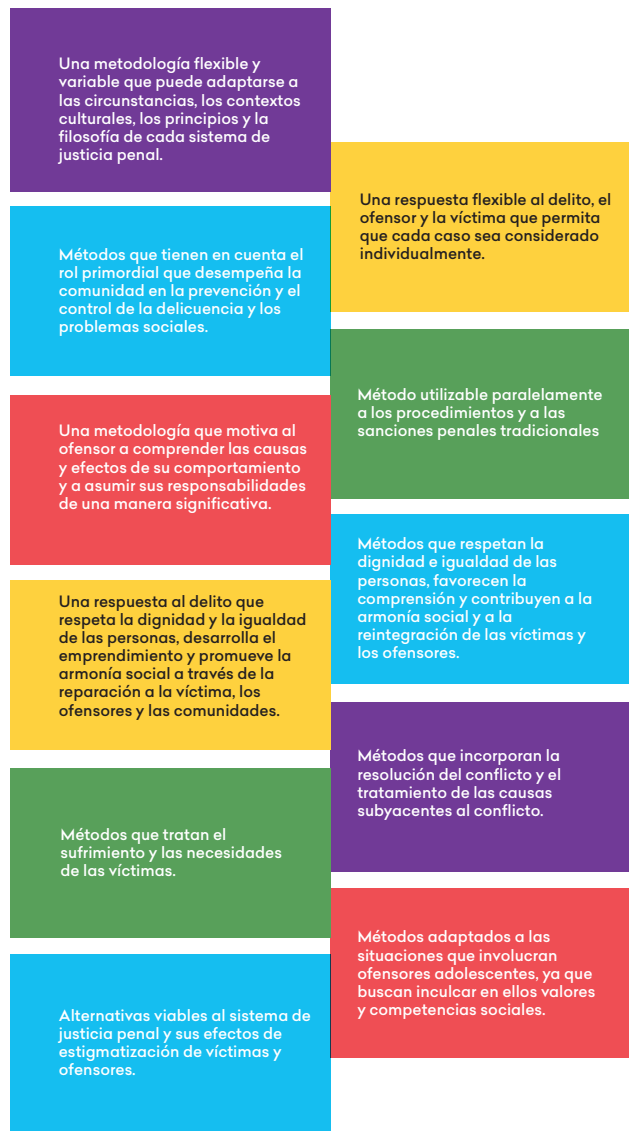 Una metodología flexible y
variable que puede adaptarse a
las circunstancias, los contextos
culturales, los principios y la
filosofía de cada sistema de
justicia penal.
Una respuesta flexible al delito, el
ofensor y la víctima que permita
que cada caso sea considerado
individualmente.
Métodos que tienen en cuenta el
rol primordial que desempeña la
comunidad en la prevención y el
control de la delicuencia y los
problemas sociales.
Método utilizable paralelamente
a los procedimientos y a las
sanciones penales tradicionales
Una metodología que motiva al
ofensor a comprender las causas
y efectos de su comportamiento
y a asumir sus responsabilidades
de una manera significativa.
Métodos que respetan la
dignidad e igualdad de las
personas, favorecen la
comprensión y contribuyen a la
armonía social y a la
reintegración de las víctimas y
los ofensores.
Una respuesta al delito que
respeta la dignidad y la igualdad
de las personas, desarrolla el
emprendimiento y promueve la
armonía social a través de la
reparación a la víctima, los
ofensores y las comunidades.
Métodos que incorporan la
resolución del conflicto y el
tratamiento de las causas
subyacentes al conflicto.
Métodos que tratan el
sufrimiento y las necesidades
de las víctimas.
Métodos adaptados a las
situaciones que involucran
ofensores adolescentes, ya que
buscan inculcar en ellos valores
y competencias sociales.
Alternativas viables al sistema de
justicia penal y sus efectos de
estigmatización de víctimas y
ofensores.